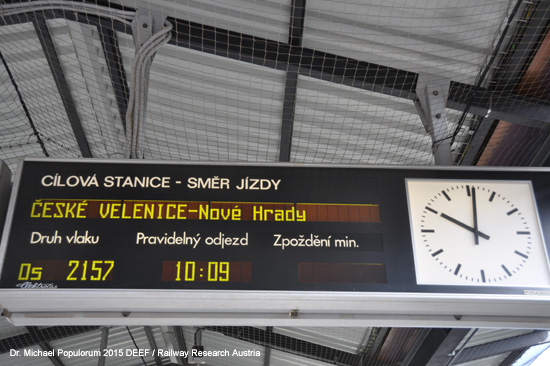 CÍLOVÁ STANICE - SMĚR JÍZDY
ČESKÉ VELENICE-Nové Hrady
Druh vlaku Pravidelný odjezd Zpoždění min.
Os 2157 10:09
Dr. Michael Populorum 2015 DEEF / Railway Research Austria